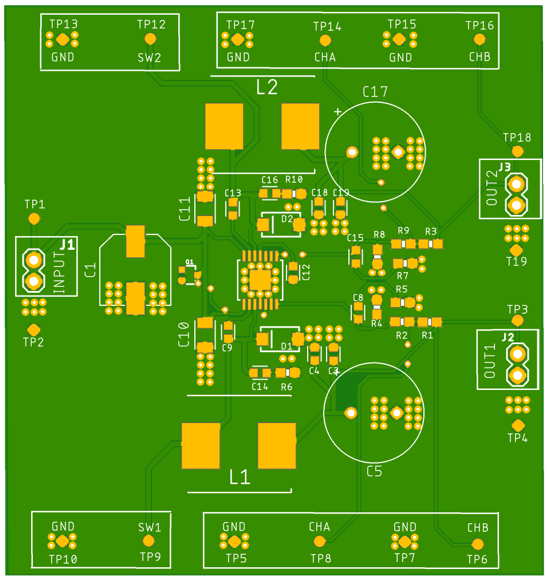 TP13 TP12 TP17 TP14 TP15 TP16
GND SW2 GND CHA GND CHB
L2
+ C17
TP18
J3
OUT2
C16 R10
TP1
C11 C13 C18 C19
D2
J1
INPUT
C1
Q1
C12
C15 R8 R9 R3
R7
T19
TP2
C10 C9
D1
C8 R4 R5
R2 R1
TP3
J2
OUT1
C14 R6 C4 C3
+
TP4
L1
C5
GND SW1 GND CHA GND CHB
TP10 TP9 TP5 TP8 TP7 TP6